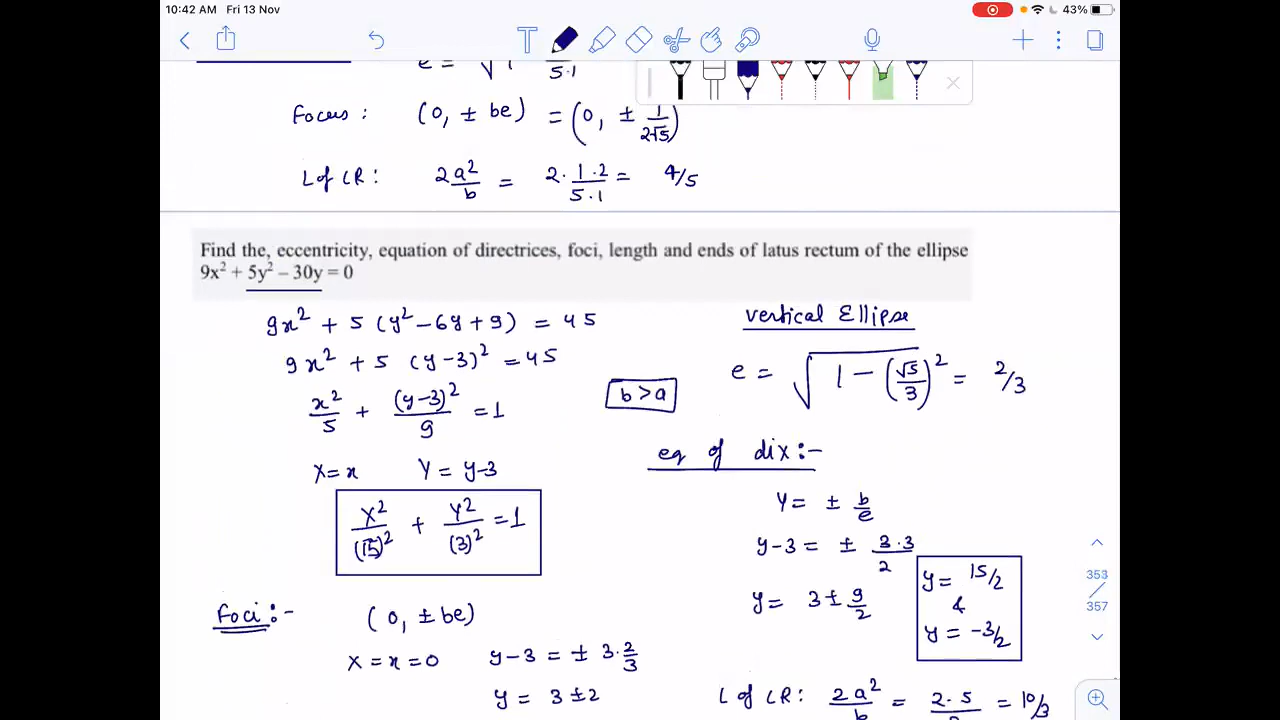 10:42 AM Fri 13 Nov
43%
e = √1
5·1
Focus : (0, ± be) = (0, ± 1/2√5)
L of LR : 2a²/b = 2·1·2/5·1 = 4/5
Find the, eccentricity, equation of directrices, foci, length and ends of latus rectum of the ellipse
9x² + 5y² – 30y = 0
9x² + 5 (y² – 6y + 9) = 45
9x² + 5 (y – 3)² = 45
x²/5 + (y – 3)²/9 = 1
X = x Y = y – 3
X²/(√5)² + Y²/(3)² = 1
b > a
Foci :- (0, ± be)
X = x = 0 y – 3 = ± 3·2/3
y = 3 ± 2
vertical Ellipse
e = √1 – (√5/3)² = 2/3
eq of dix :-
Y = ± b/e
y – 3 = ± 3·3/2
y = 3 ± 9/2
y = 15/2
&
y = –3/2
L of LR : 2a²/b = 2·5 = 10/3
353
357